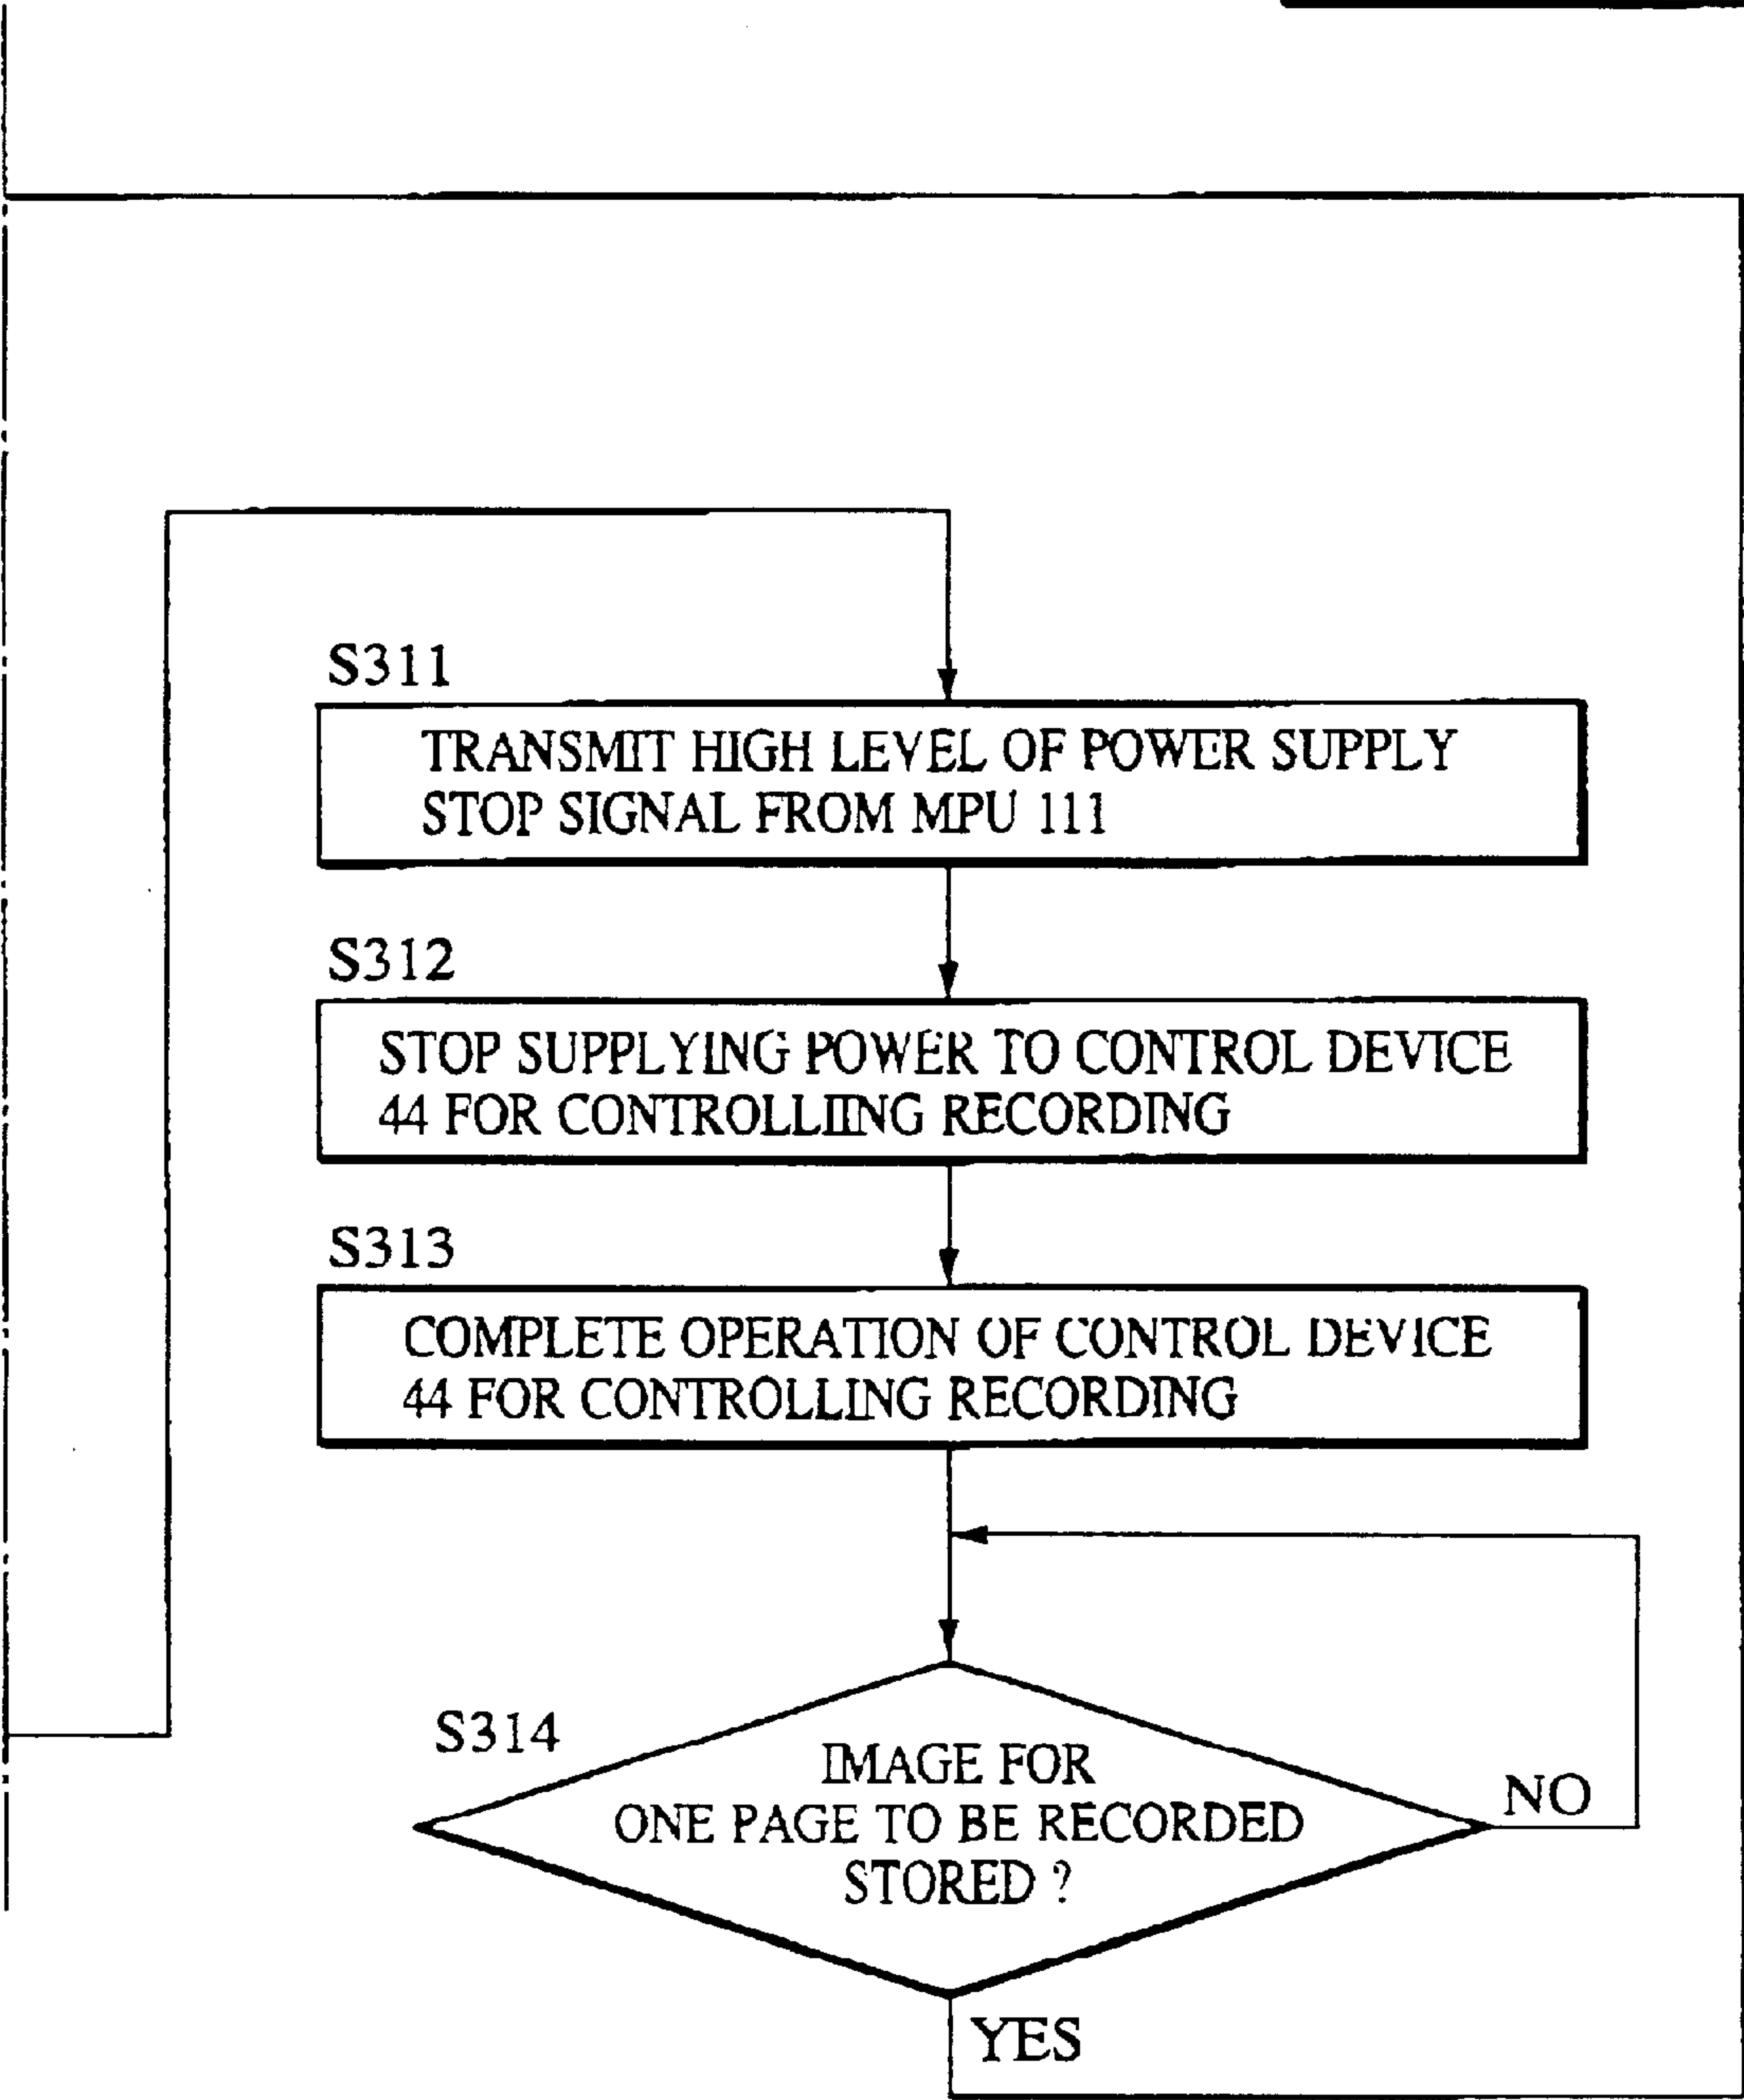 S311
TRANSMIT HIGH LEVEL OF POWER SUPPLY
STOP SIGNAL FROM MPU 111
S312
STOP SUPPLYING POWER TO CONTROL DEVICE
44 FOR CONTROLLIING RECORDING
S313
COMPLETE OPERATION OF CONTROL DEVICE
44 FOR CONTROLLING RECORDING
S314
IMAGE FOR
ONE PAGE TO BE RECORDED
STORED ?
NO
YES